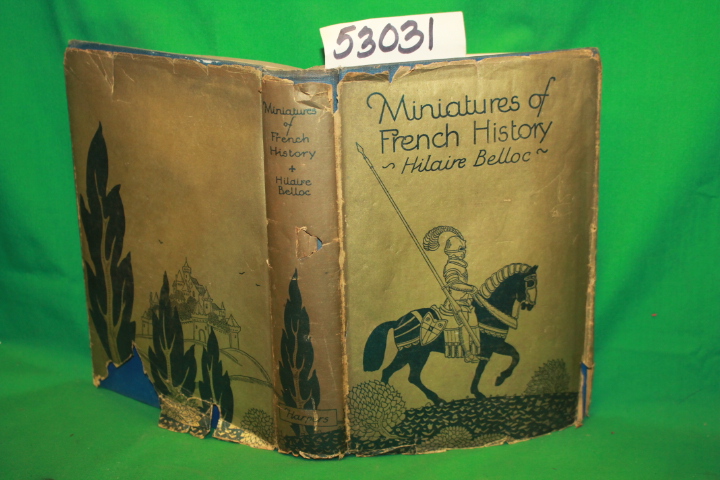 53031
Miniatures
of
French
History
+
Hilaire
Belloc
Harpers
Miniatures of
French History
~ Hilaire Belloc ~